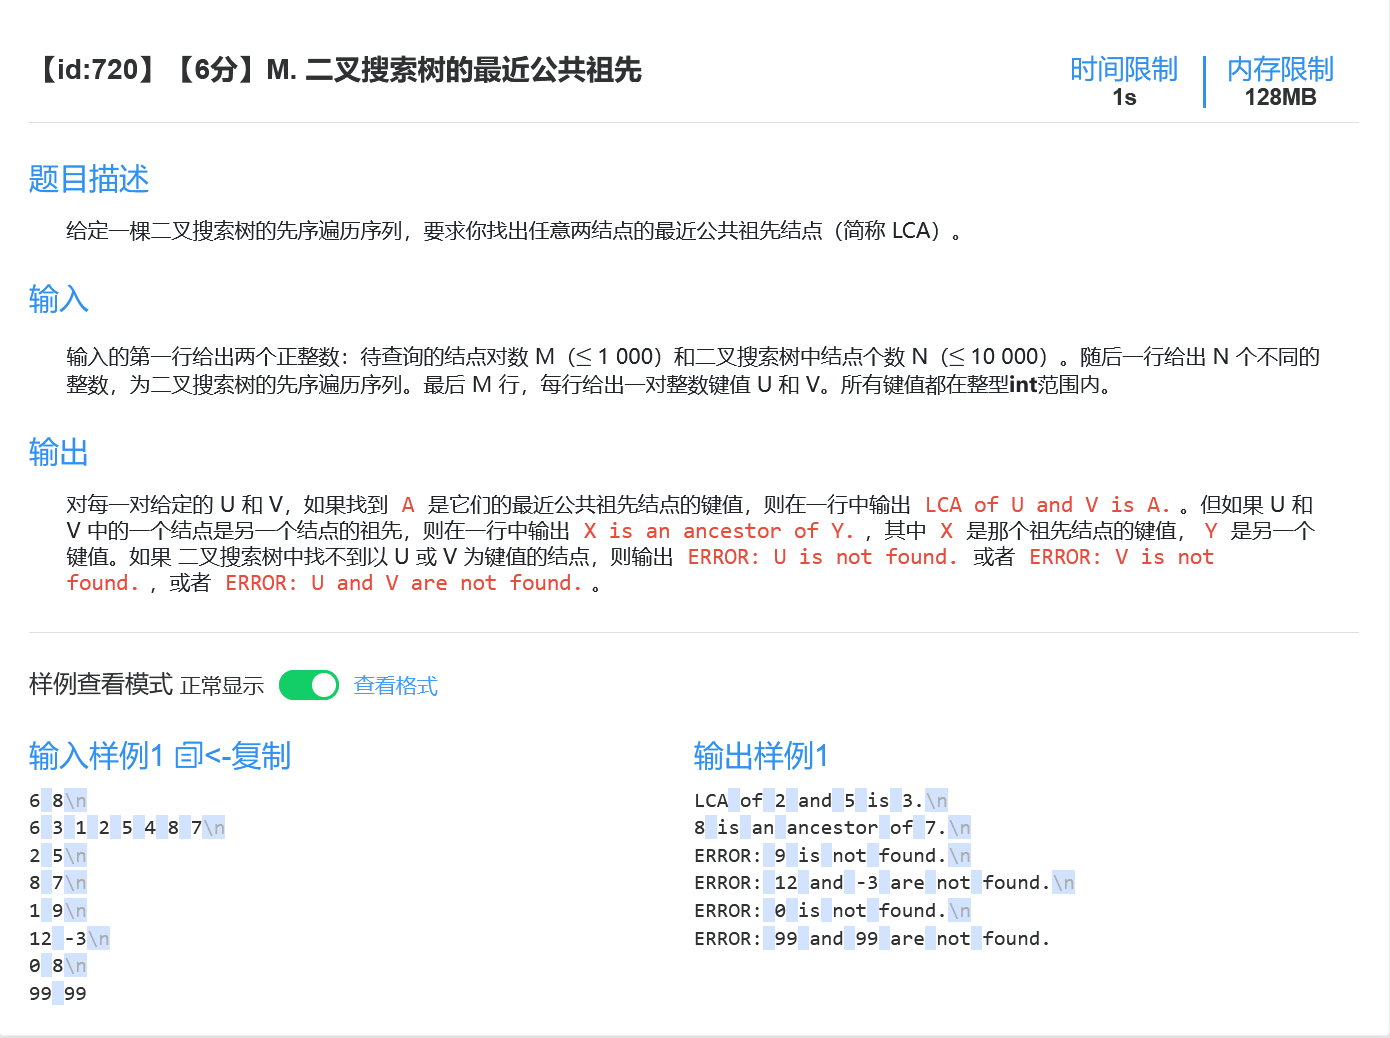 【id:720】【6分】M. 二叉搜索树的最近公共祖先
时间限制
1s
内存限制
128MB
题目描述
给定一棵二叉搜索树的先序遍历序列，要求你找出任意两结点的最近公共祖先结点（简称 LCA）。
输入
输入的第一行给出两个正整数：待查询的结点对数 M（≤ 1 000）和二叉搜索树中结点个数 N（≤ 10 000）。随后一行给出 N 个不同的
整数，为二叉搜索树的先序遍历序列。最后 M 行，每行给出一对整数键值 U 和 V。所有键值都在整型int范围内。
输出
对每一对给定的 U 和 V，如果找到 A 是它们的最近公共祖先结点的键值，则在一行中输出 LCA of U and V is A.。但如果 U 和
V 中的一个结点是另一个结点的祖先，则在一行中输出 X is an ancestor of Y.，其中 X 是那个祖先结点的键值， Y 是另一个
键值。如果 二叉搜索树中找不到以 U 或 V 为键值的结点，则输出 ERROR: U is not found. 或者 ERROR: V is not
found.，或者 ERROR: U and V are not found.。
样例查看模式 正常显示 查看格式
输入样例1 <-复制
6 8\n
6 3 1 2 5 4 8 7\n
2 5\n
8 7\n
1 9\n
12 -3\n
0 8\n
99 99
输出样例1
LCA of 2 and 5 is 3.\n
8 is an ancestor of 7.\n
ERROR: 9 is not found.\n
ERROR: 12 and -3 are not found.\n
ERROR: 0 is not found.\n
ERROR: 99 and 99 are not found.